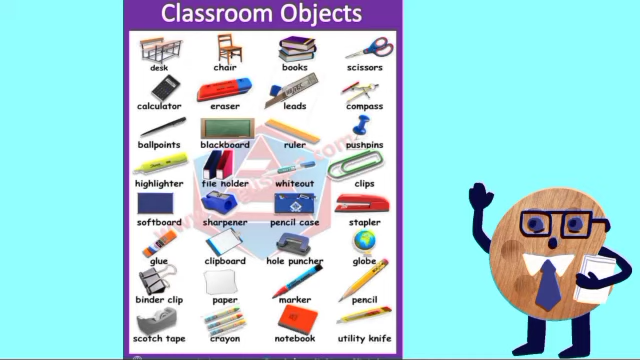 Classroom Objects
desk chair books scissors
calculator eraser leads compass
ballpoints blackboard ruler pushpins
highlighter file holder whiteout clips
softboard sharpener pencil case stapler
glue clipboard hole puncher globe
binder clip paper marker pencil
scotch tape crayon notebook utility knife